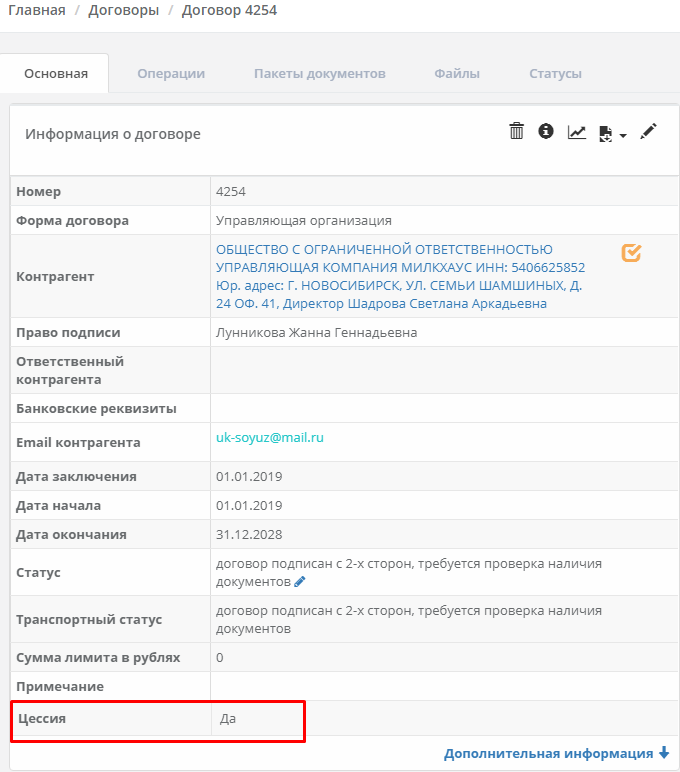 Главная / Договоры / Договор 4254
Основная Операции Пакеты документов Файлы Статусы
Информация о договоре
Номер 4254
Форма договора Управляющая организация
Контрагент
ОБЩЕСТВО С ОГРАНИЧЕННОЙ ОТВЕТСТВЕННОСТЬЮ
УПРАВЛЯЮЩАЯ КОМПАНИЯ МИЛКХАУС ИНН: 5406625852
Юр. адрес: Г. НОВОСИБИРСК, УЛ. СЕМЬИ ШАМШИНЫХ, Д.
24 ОФ. 41, Директор Шадрова Светлана Аркадьевна
Право подписи Лунникова Жанна Геннадьевна
Ответственный
контрагента
Банковские реквизиты
Email контрагента uk-soyuz@mail.ru
Дата заключения 01.01.2019
Дата начала 01.01.2019
Дата окончания 31.12.2028
Статус
договор подписан с 2-х сторон, требуется проверка наличия
документов
Транспортный статус
договор подписан с 2-х сторон, требуется проверка наличия
документов
Сумма лимита в рублях 0
Примечание
Цессия Да
Дополнительная информация